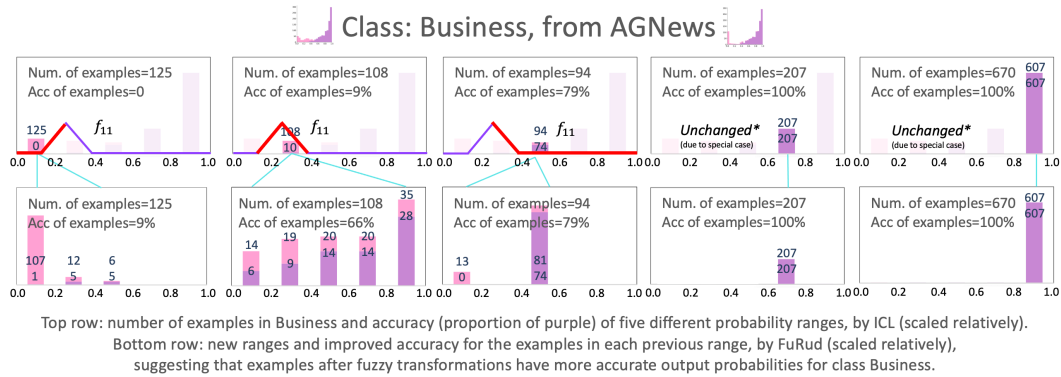 Class: Business, from AGNews
Num. of examples=125
Acc of examples=0
125
0
f11
0.0 0.2 0.4 0.6 0.8 1.0
Num. of examples=108
Acc of examples=9%
108
10
f11
0.0 0.2 0.4 0.6 0.8 1.0
Num. of examples=94
Acc of examples=79%
94
74
f11
0.0 0.2 0.4 0.6 0.8 1.0
Num. of examples=207
Acc of examples=100%
Unchanged*
(due to special case)
207
207
0.0 0.2 0.4 0.6 0.8 1.0
Num. of examples=670
Acc of examples=100%
Unchanged*
(due to special case)
607
607
0.0 0.2 0.4 0.6 0.8 1.0
Num. of examples=125
Acc of examples=9%
107 12 6
1 5 5
0.0 0.2 0.4 0.6 0.8 1.0
Num. of examples=108
Acc of examples=66%
14 19 20 20 35
6 9 14 14 28
0.0 0.2 0.4 0.6 0.8 1.0
Num. of examples=94
Acc of examples=79%
13 81
0 74
0.0 0.2 0.4 0.6 0.8 1.0
Num. of examples=207
Acc of examples=100%
207
207
0.0 0.2 0.4 0.6 0.8 1.0
Num. of examples=670
Acc of examples=100%
607
607
0.0 0.2 0.4 0.6 0.8 1.0
Top row: number of examples in Business and accuracy (proportion of purple) of five different probability ranges, by ICL (scaled relatively).
Bottom row: new ranges and improved accuracy for the examples in each previous range, by FuRud (scaled relatively),
suggesting that examples after fuzzy transformations have more accurate output probabilities for class Business.